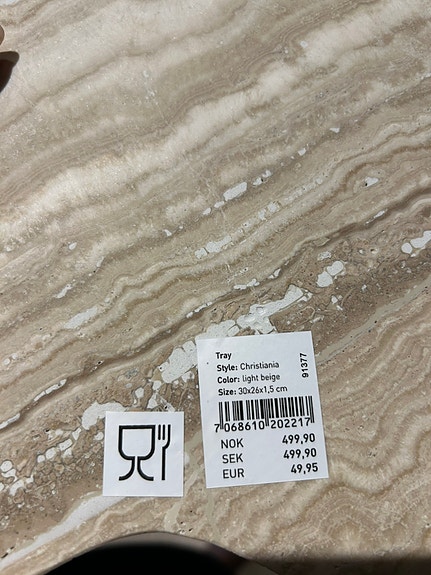 Tray
Style: Christiania
Color: light beige
Size: 30x26x1,5 cm
91377
7 068610 202217
NOK 499,90
SEK 499,90
EUR 49,95